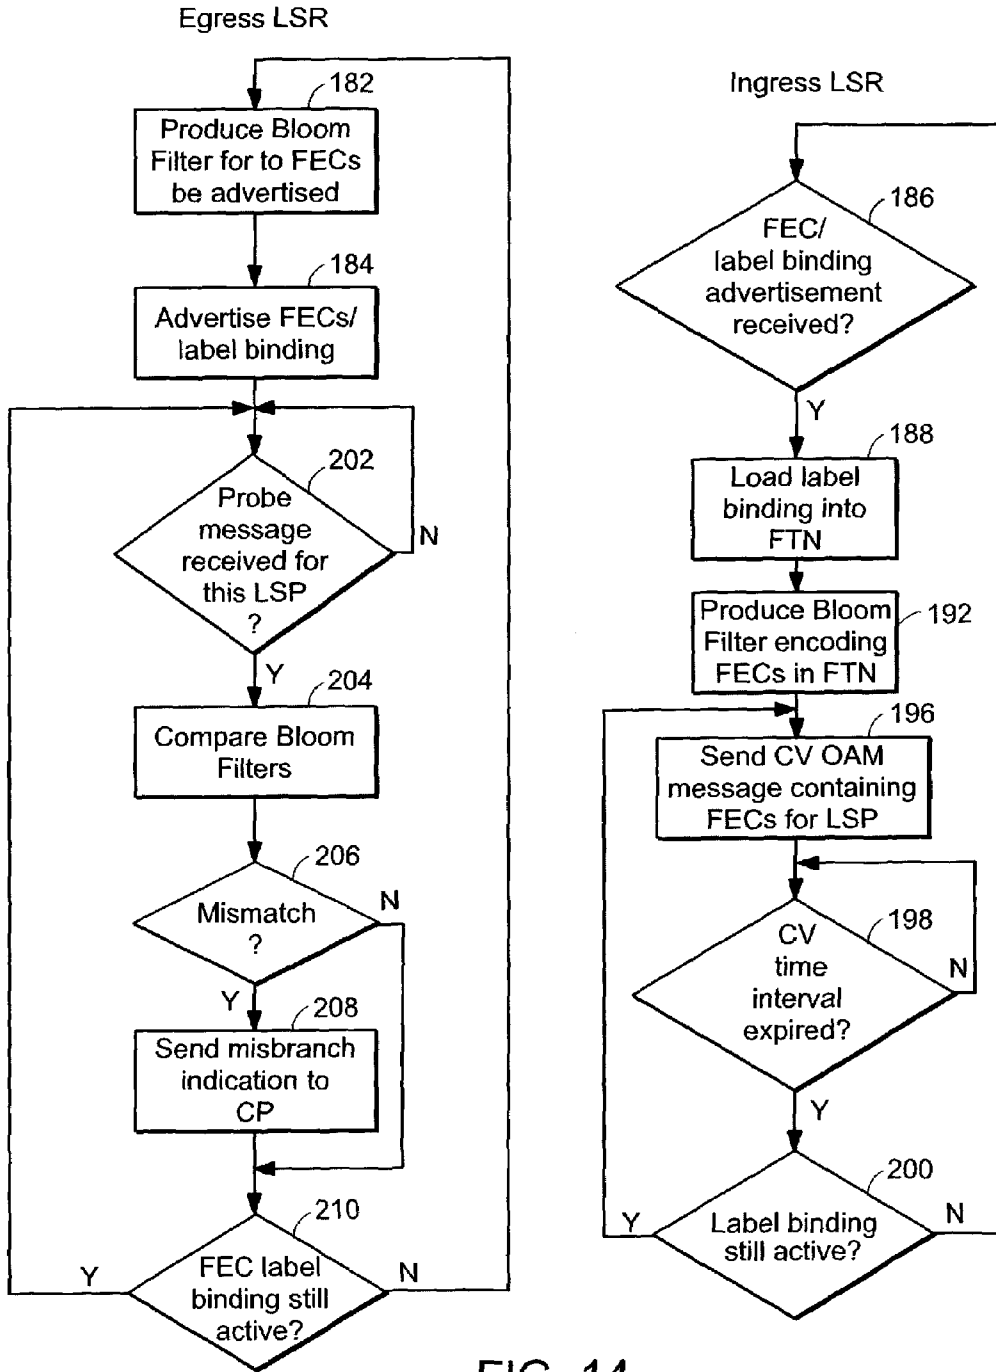 Egress LSR
182
Produce Bloom
Filter for to FECs
be advertised
184
Advertise FECs/
label binding
202
Probe
message
received for
this LSP
?
N
Y
204
Compare Bloom
Filters
206
Mismatch
?
N
Y
208
Send misbranch
indication to
CP
210
FEC label
binding still
active?
Y
N
Ingress LSR
186
FEC/
label binding
advertisement
received?
Y
188
Load label
binding into
FTN
192
Produce Bloom
Filter encoding
FECs in FTN
196
Send CV OAM
message containing
FECs for LSP
198
CV
time
interval
expired?
N
Y
200
Label binding
still active?
Y
N
FIG. 14